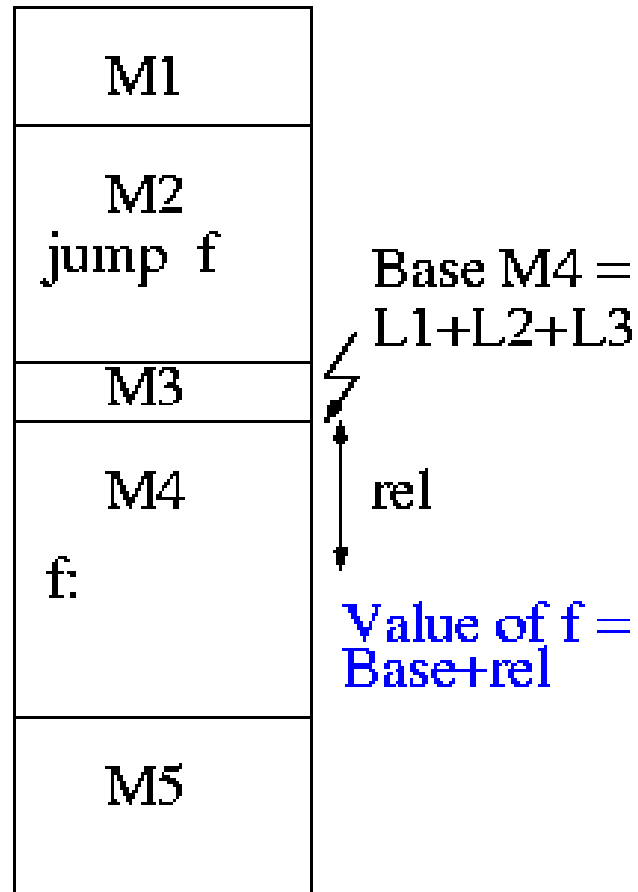 M1
M2
jump f
Base M4 =
L1+L2+L3
M3
M4
rel
f:
Value of f =
Base+rel
M5